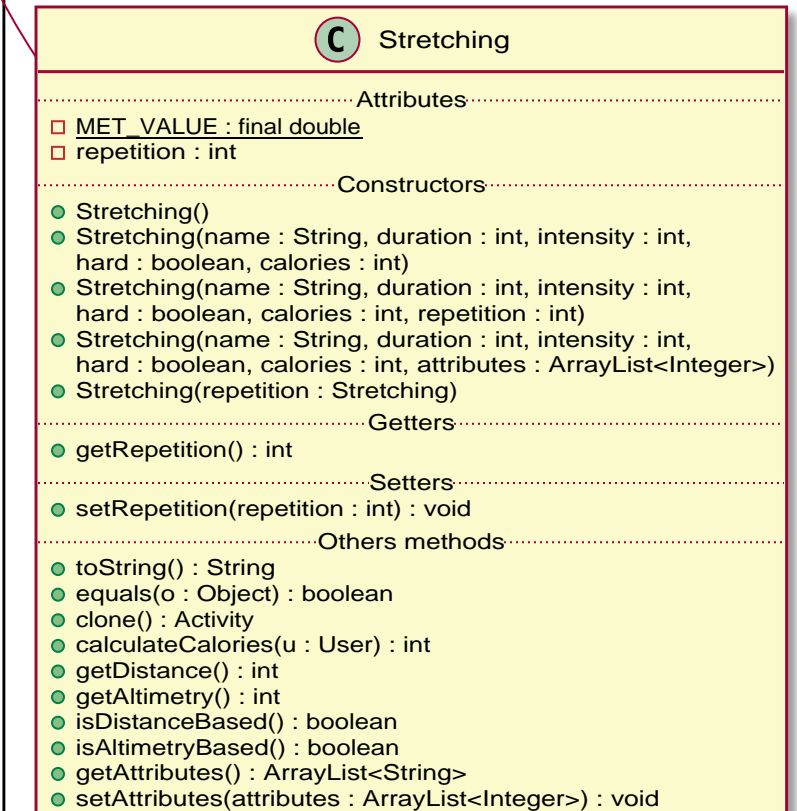 C Stretching
Attributes
MET_VALUE : final double
repetition : int
Constructors
Stretching()
Stretching(name : String, duration : int, intensity : int,
hard : boolean, calories : int)
Stretching(name : String, duration : int, intensity : int,
hard : boolean, calories : int, repetition : int)
Stretching(name : String, duration : int, intensity : int,
hard : boolean, calories : int, attributes : ArrayList<Integer>)
Stretching(repetition : Stretching)
Getters
getRepetition() : int
Setters
setRepetition(repetition : int) : void
Others methods
toString() : String
equals(o : Object) : boolean
clone() : Activity
calculateCalories(u : User) : int
getDistance() : int
getAltimetry() : int
isDistanceBased() : boolean
isAltimetryBased() : boolean
getAttributes() : ArrayList<String>
setAttributes(attributes : ArrayList<Integer>) : void